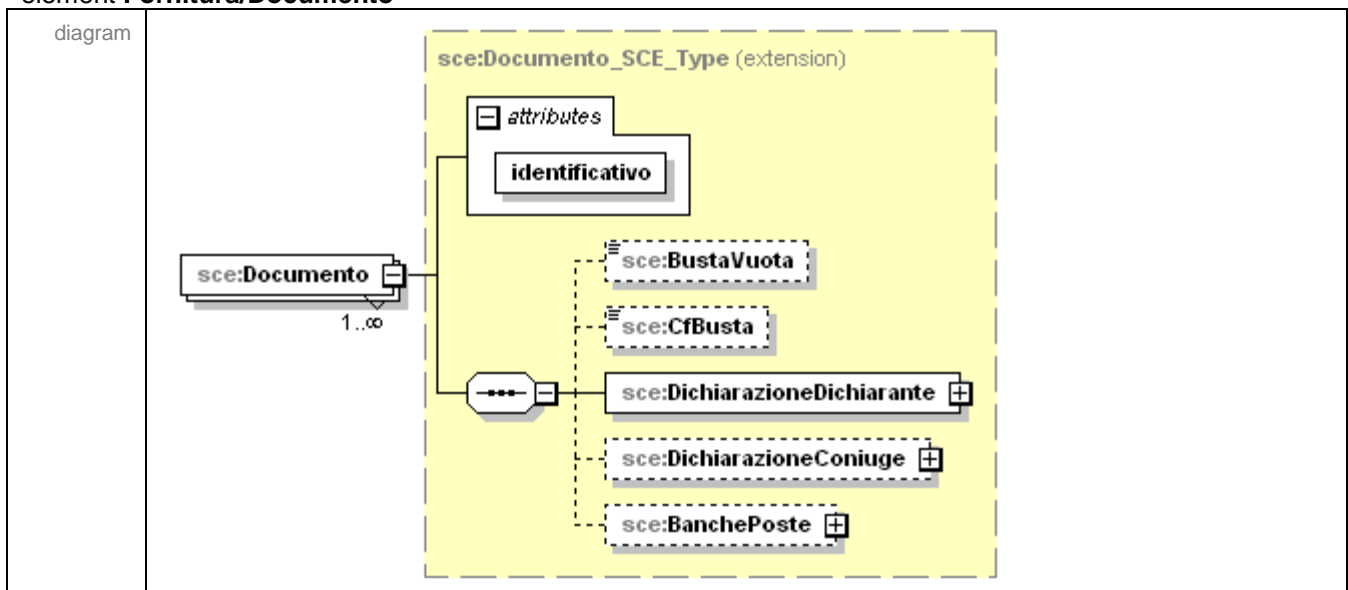 element Fornitura/Documento
diagram
sce:Documento_SCE_Type (extension)
attributes
identificativo
sce:BustaVuota
sce:Documento
1..∞
sce:CfBusta
sce:DichiarazioneDichiarante
sce:DichiarazioneConiuge
sce:BanchePoste